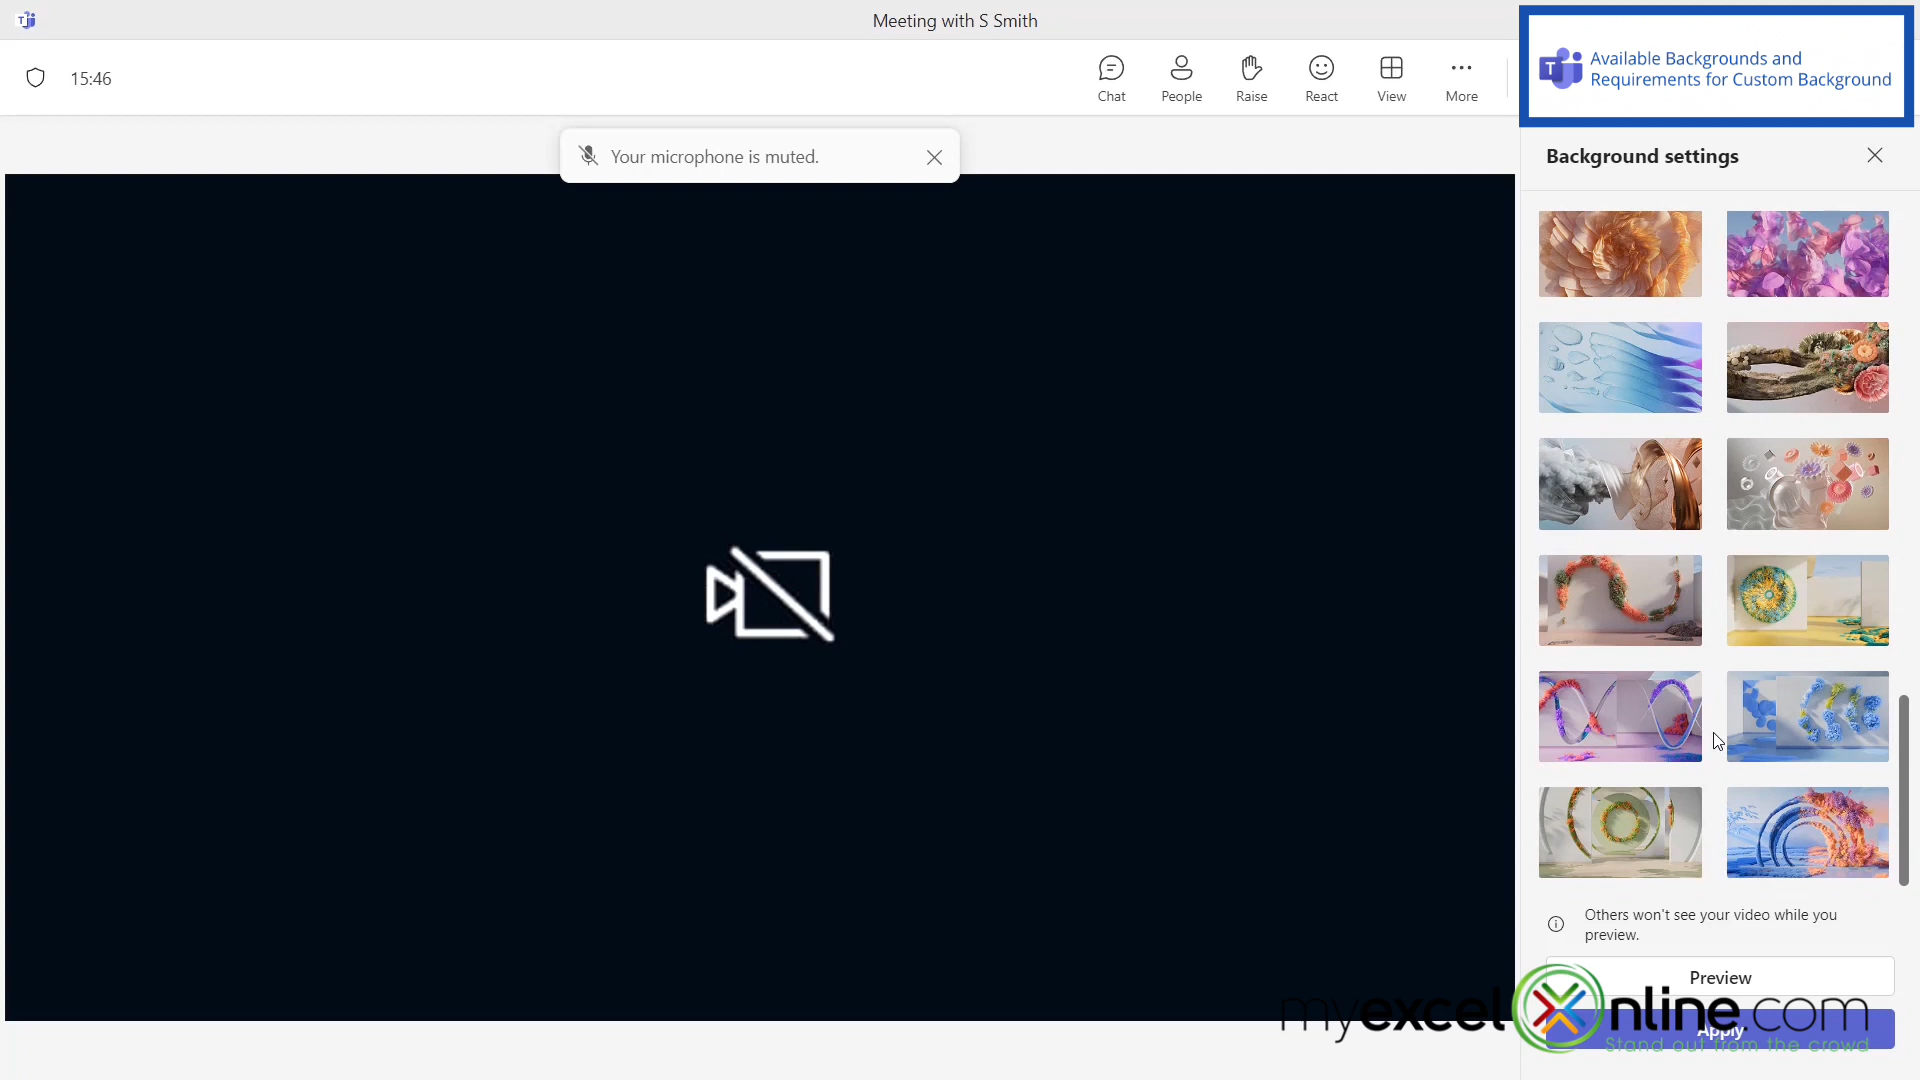 Meeting with S Smith
15:46
Chat
People
Raise
React
View
More
T Available Backgrounds and
Requirements for Custom Background
Your microphone is muted.
Background settings
Others won't see your video while you
preview.
Preview
Apply
myexcelonline.com
Stand out from the crowd